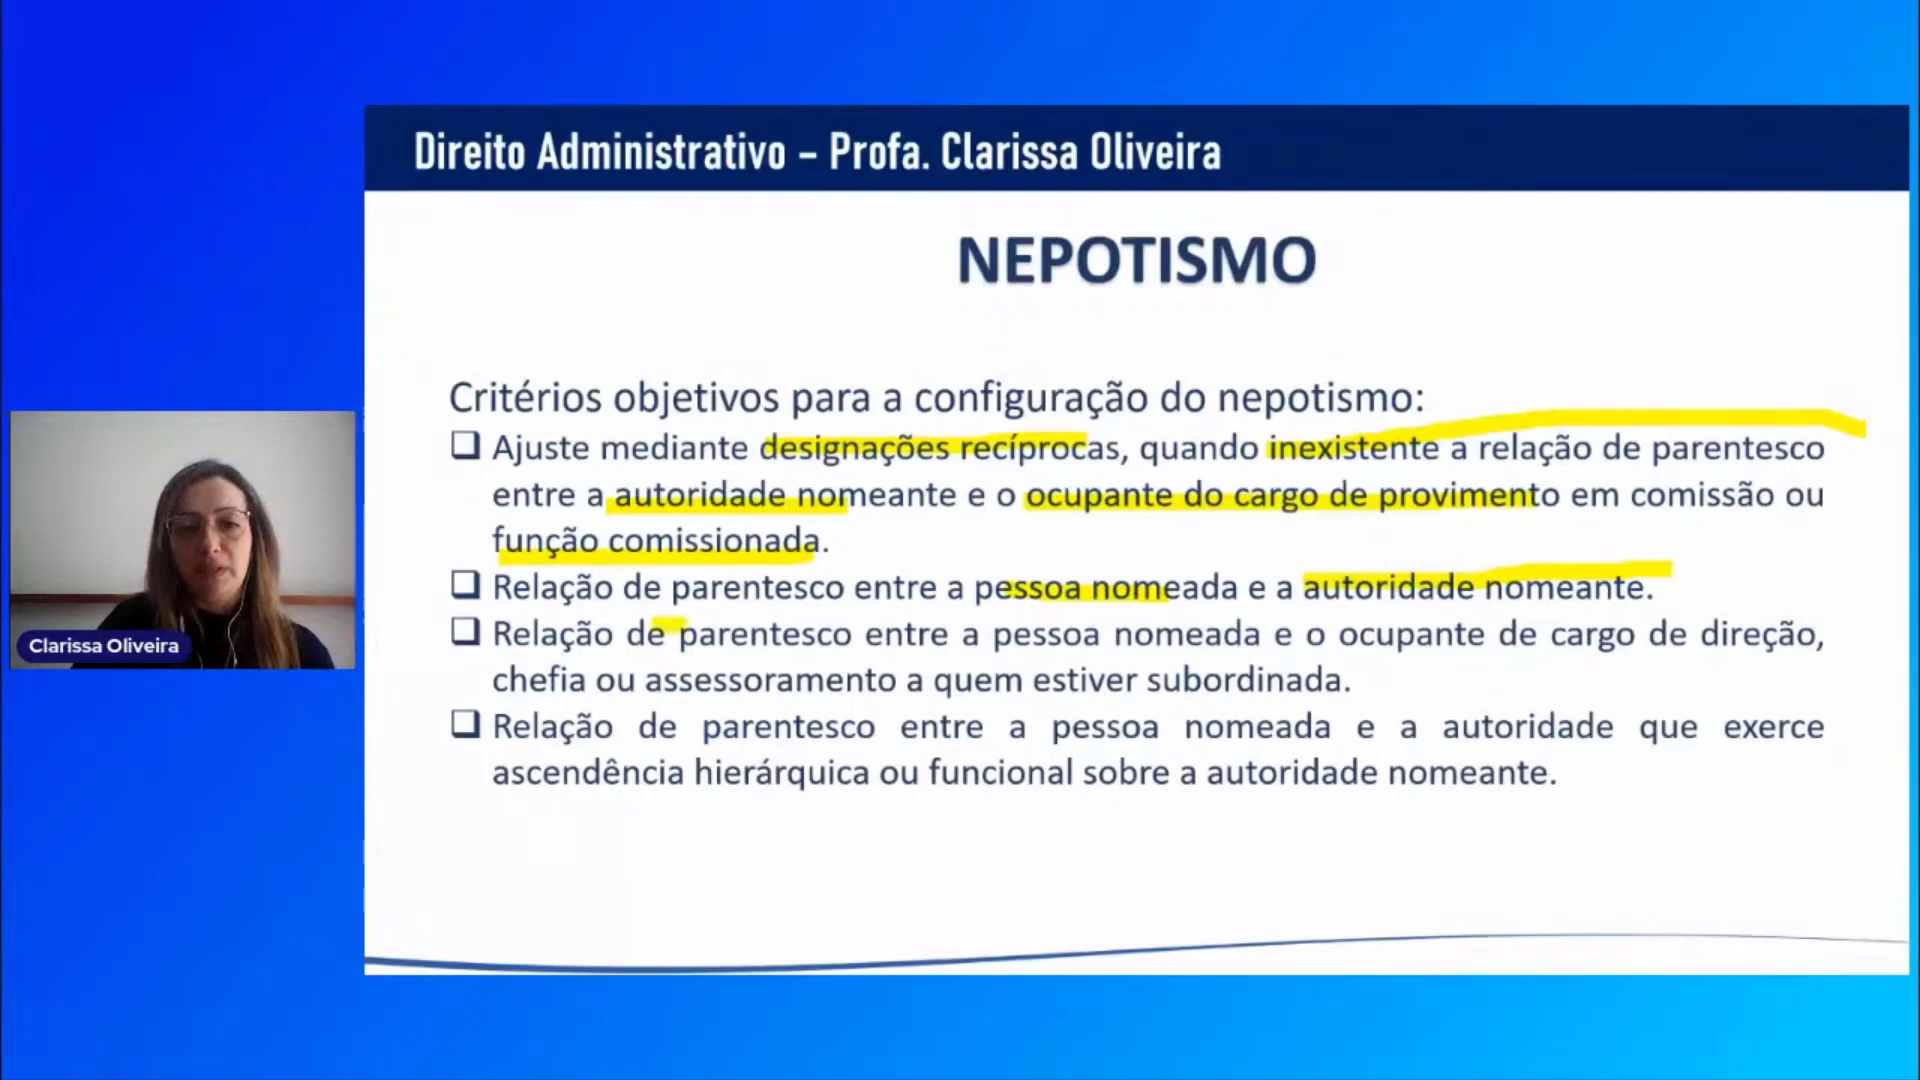 Direito Administrativo – Profa. Clarissa Oliveira
NEPOTISMO
Critérios objetivos para a configuração do nepotismo:
❑ Ajuste mediante designações recíprocas, quando inexistente a relação de parentesco
entre a autoridade nomeante e o ocupante do cargo de provimento em comissão ou
função comissionada.
❑ Relação de parentesco entre a pessoa nomeada e a autoridade nomeante.
❑ Relação de parentesco entre a pessoa nomeada e o ocupante de cargo de direção,
chefia ou assessoramento a quem estiver subordinada.
❑ Relação de parentesco entre a pessoa nomeada e a autoridade que exerce
ascendência hierárquica ou funcional sobre a autoridade nomeante.
Clarissa Oliveira